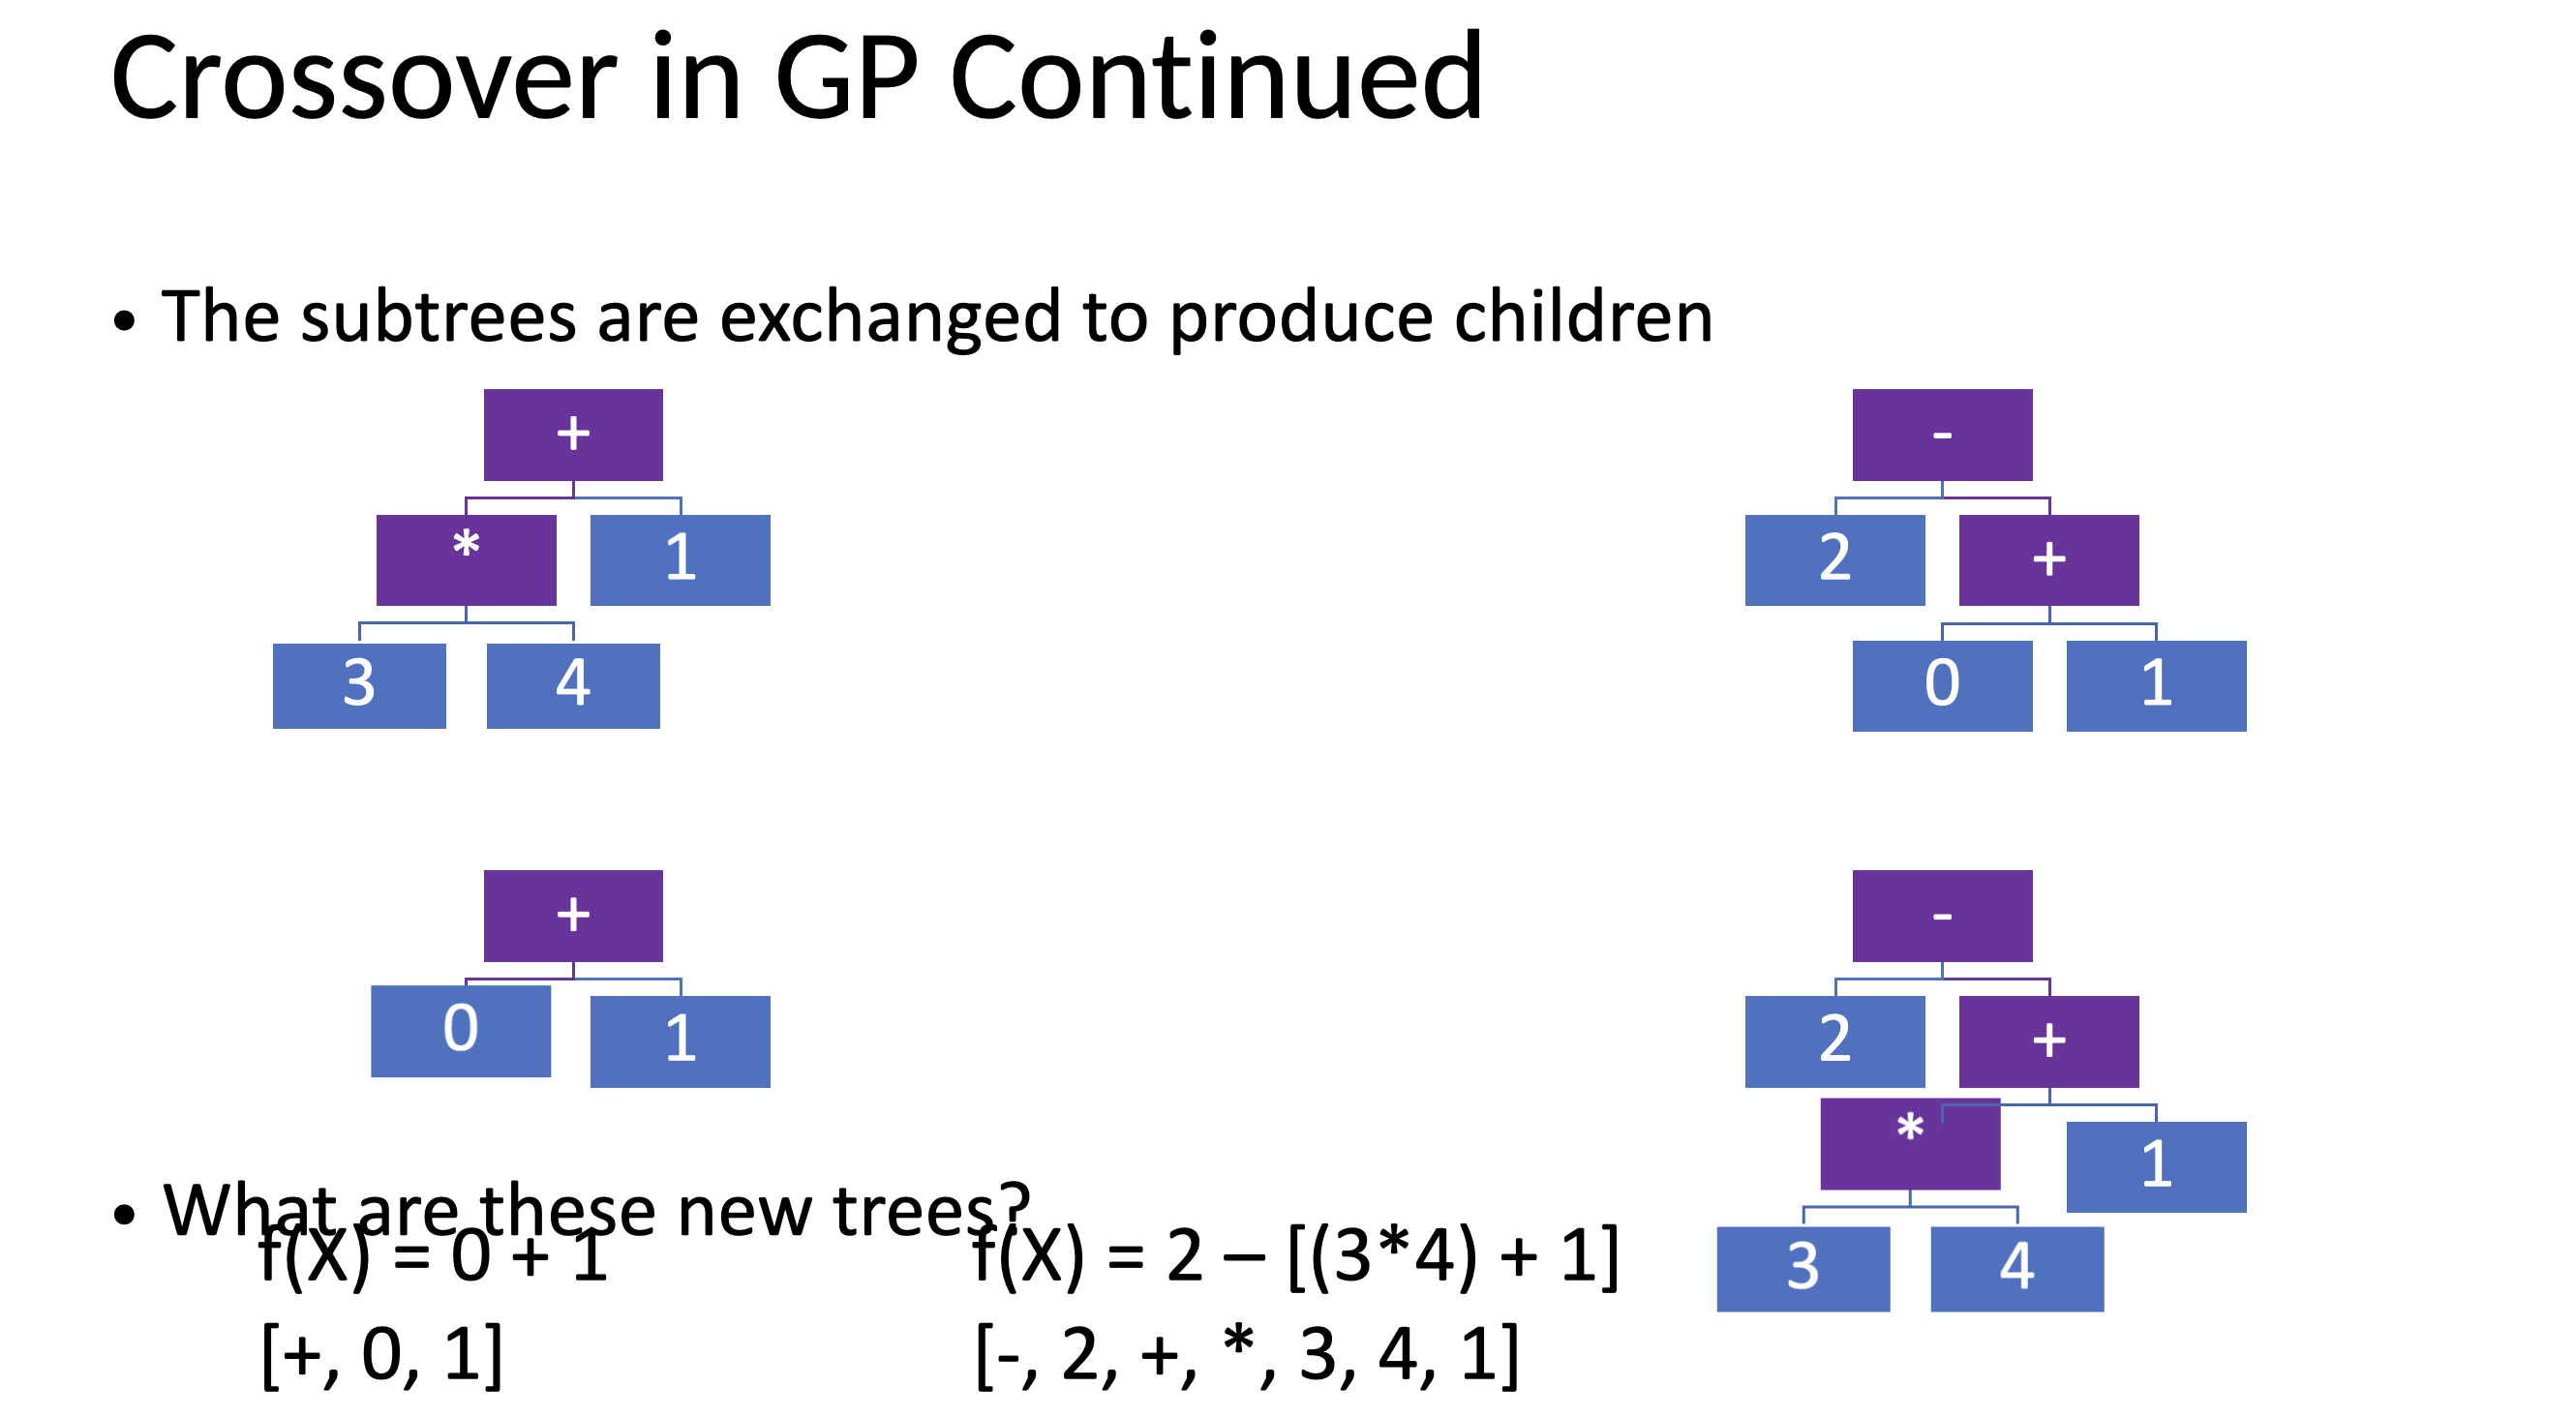 Crossover in GP Continued
• The subtrees are exchanged to produce children
+
-
* 1
2 +
3 4
0 1
+
-
0 1
2 +
* 1
3 4
• What are these new trees?
f(X) = 0 + 1
f(X) = 2 – [(3*4) + 1]
[+, 0, 1]
[-, 2, +, *, 3, 4, 1]